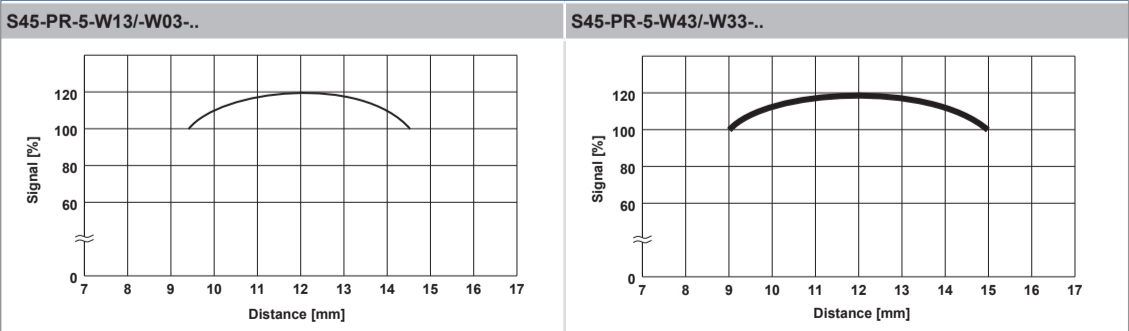 S45-PR-5-W13/-W03-..
120
100
80
60
0
Signal [%]
7 8 9 10 11 12 13 14 15 16 17
Distance [mm]
S45-PR-5-W43/-W33-..
120
100
80
60
0
Signal [%]
7 8 9 10 11 12 13 14 15 16 17
Distance [mm]